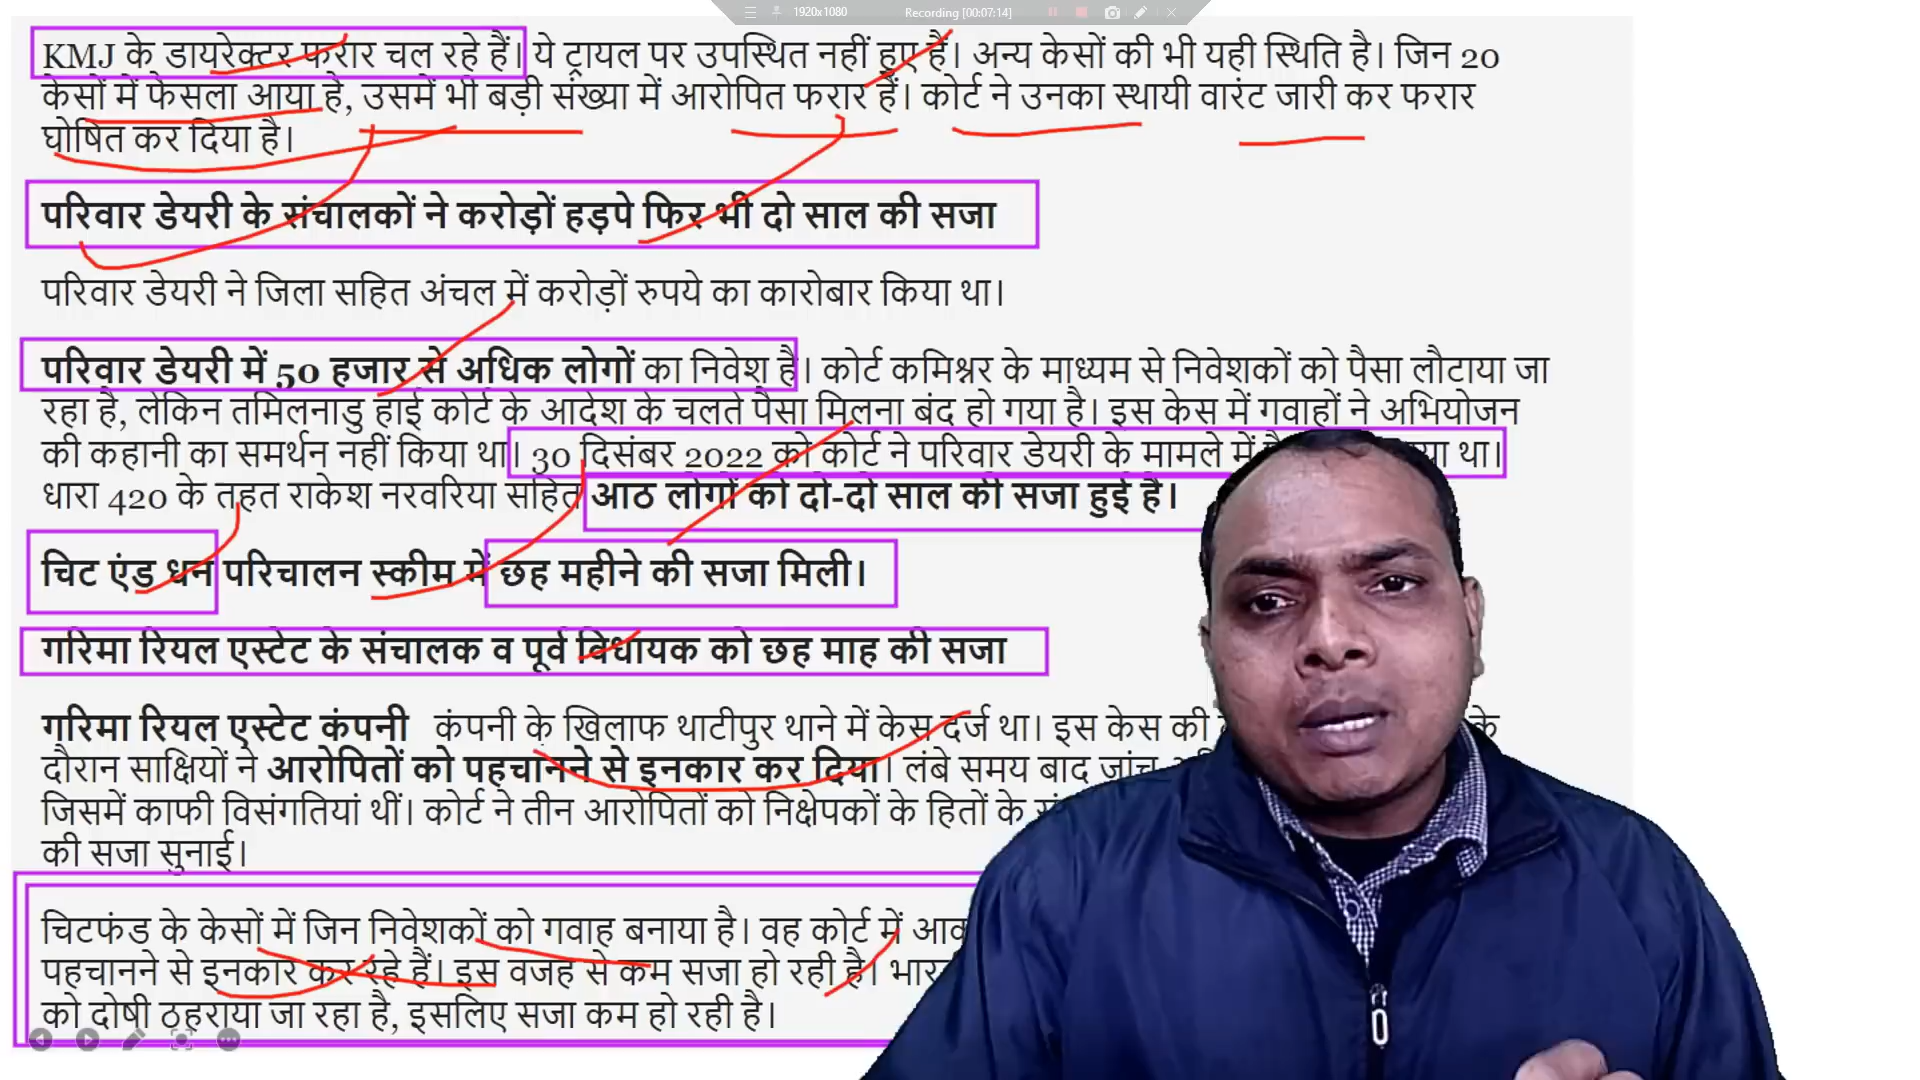 1920x1080 Recording [00:07:14]
KMJ के डायरेक्टर फरार चल रहे हैं। ये ट्रायल पर उपस्थित नहीं हुए हैं। अन्य केसों की भी यही स्थिति है। जिन 20
केसों में फैसला आया है, उसमें भी बड़ी संख्या में आरोपित फरार हैं। कोर्ट ने उनका स्थायी वारंट जारी कर फरार
घोषित कर दिया है।
परिवार डेयरी के संचालकों ने करोड़ों हड़पे फिर भी दो साल की सजा
परिवार डेयरी ने जिला सहित अंचल में करोड़ों रुपये का कारोबार किया था।
परिवार डेयरी में 50 हजार से अधिक लोगों का निवेश है। कोर्ट कमिश्नर के माध्यम से निवेशकों को पैसा लौटाया जा
रहा है, लेकिन तमिलनाडु हाई कोर्ट के आदेश के चलते पैसा मिलना बंद हो गया है। इस केस में गवाहों ने अभियोजन
की कहानी का समर्थन नहीं किया था। 30 दिसंबर 2022 को कोर्ट ने परिवार डेयरी के मामले में था।
धारा 420 के तहत राकेश नरवरिया सहित आठ लोगों को दो-दो साल की सजा हुई है।
चिट एंड धन परिचालन स्कीम में छह महीने की सजा मिली।
गरिमा रियल एस्टेट के संचालक व पूर्व विधायक को छह माह की सजा
गरिमा रियल एस्टेट कंपनी कंपनी के खिलाफ थाटीपुर थाने में केस दर्ज था। इस केस की के
दौरान साक्षियों ने आरोपितों को पहचानने से इनकार कर दिया। लंबे समय बाद जांच
जिसमें काफी विसंगतियां थीं। कोर्ट ने तीन आरोपितों को निक्षेपकों के हितों के
की सजा सुनाई।
चिटफंड के केसों में जिन निवेशकों को गवाह बनाया है। वह कोर्ट में
पहचानने से इनकार कर रहे हैं। इस वजह से कम सजा हो रही है।
को दोषी ठहराया जा रहा है, इसलिए सजा कम हो रही है।